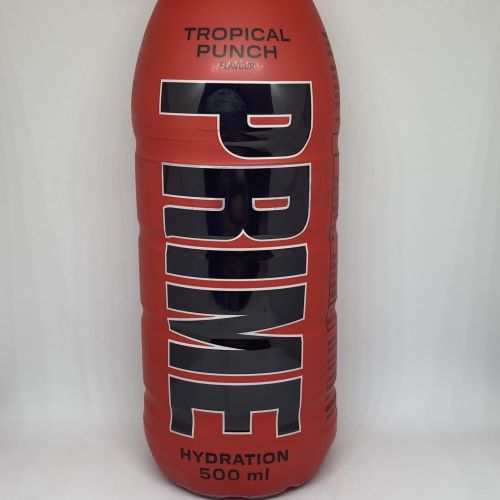 TROPICAL
PUNCH
FLAVOUR
PRIME
HYDRATION
500 ml